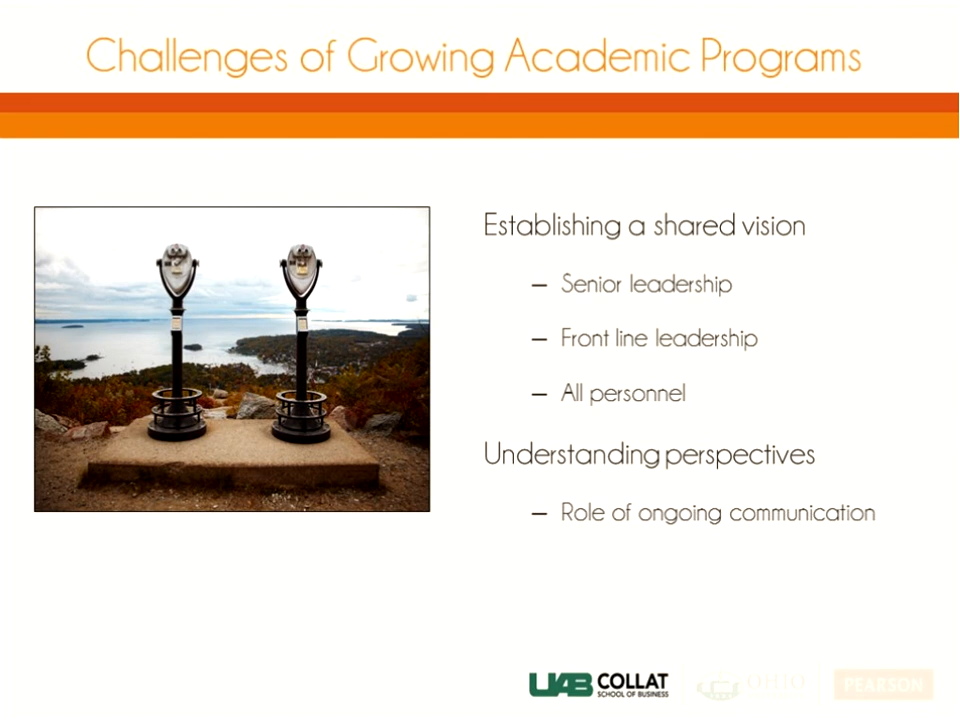 Challenges of Growing Academic Programs
Establishing a shared vision
– Senior leadership
– Front line leadership
– All personnel
Understanding perspectives
– Role of ongoing communication
UAB COLLAT
SCHOOL OF BUSINESS
OHIO
PEARSON